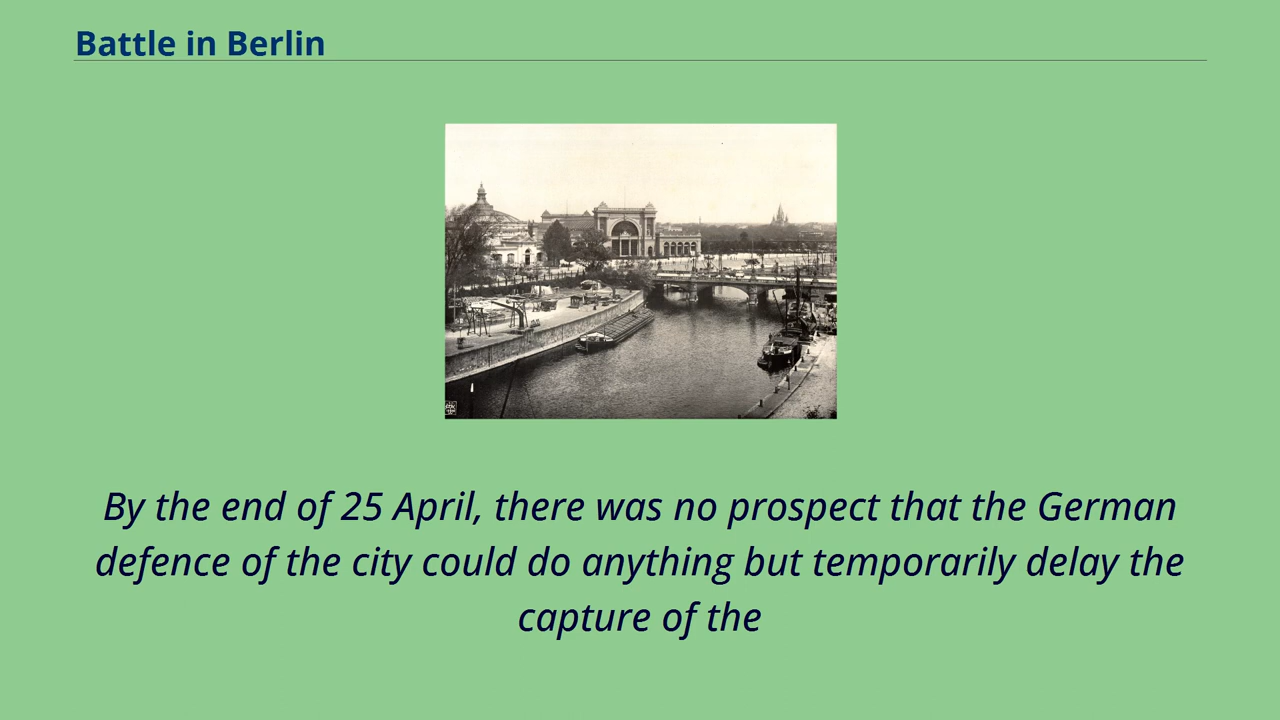 Battle in Berlin
By the end of 25 April, there was no prospect that the German
defence of the city could do anything but temporarily delay the
capture of the